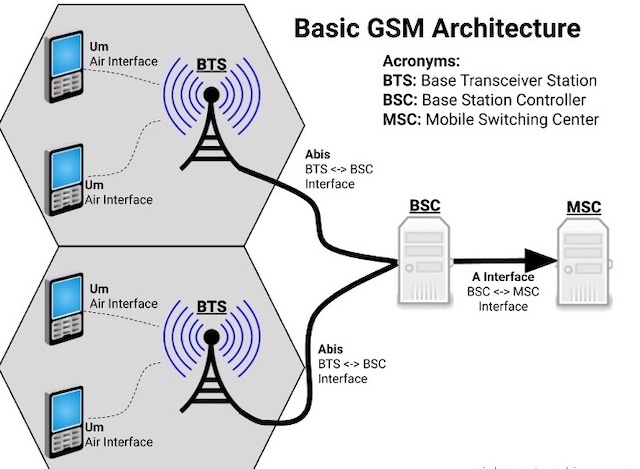 Basic GSM Architecture
Acronyms:
BTS: Base Transceiver Station
BSC: Base Station Controller
MSC: Mobile Switching Center
Um
Air Interface
BTS
Um
Air Interface
Abis
BTS <-> BSC
Interface
BSC
MSC
A Interface
BSC <-> MSC
Interface
Um
Air Interface
BTS
Abis
BTS <-> BSC
Interface
Um
Air Interface